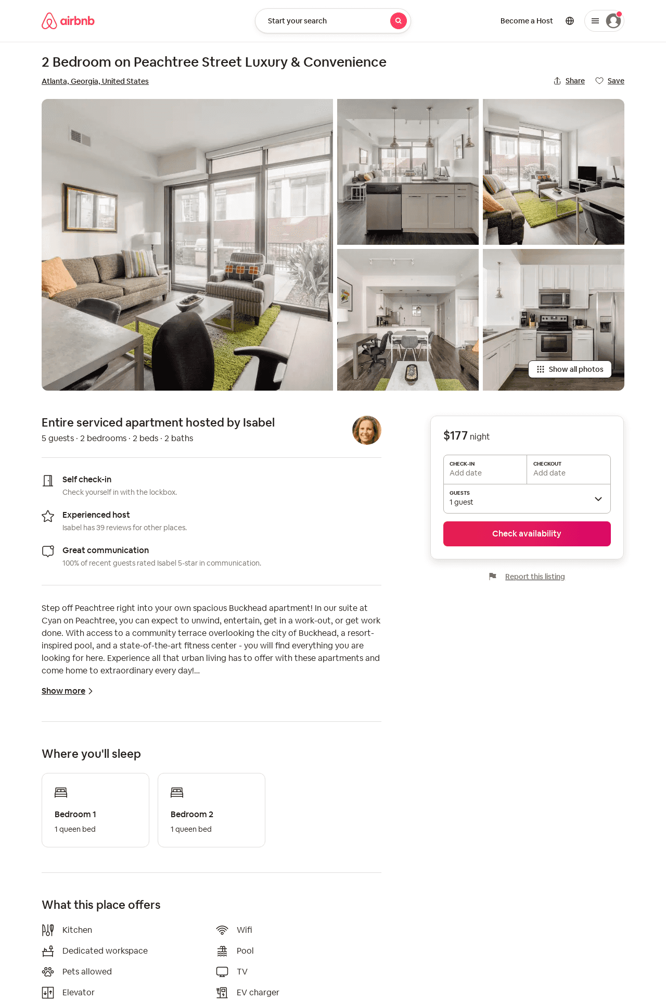 airbnb
Start your search
Become a Host
2 Bedroom on Peachtree Street Luxury & Convenience
Atlanta, Georgia, United States
Share
Save
Show all photos
Entire serviced apartment hosted by Isabel
5 guests · 2 bedrooms · 2 beds · 2 baths
Self check-in
Check yourself in with the lockbox.
Experienced host
Isabel has 39 reviews for other places.
Great communication
100% of recent guests rated Isabel 5-star in communication.
$177 night
CHECK-IN
Add date
CHECKOUT
Add date
GUESTS
1 guest
Check availability
Report this listing
Step off Peachtree right into your own spacious Buckhead apartment! In our suite at
Cyan on Peachtree, you can expect to unwind, entertain, get in a work-out, or get work
done. With access to a community terrace overlooking the city of Buckhead, a resort-
inspired pool, and a state-of-the-art fitness center - you will find everything you are
looking for here. Experience all that urban living has to offer with these apartments and
come home to extraordinary every day!...
Show more
Where you'll sleep
Bedroom 1
1 queen bed
Bedroom 2
1 queen bed
What this place offers
Kitchen
Wifi
Dedicated workspace
Pool
Pets allowed
TV
Elevator
EV charger